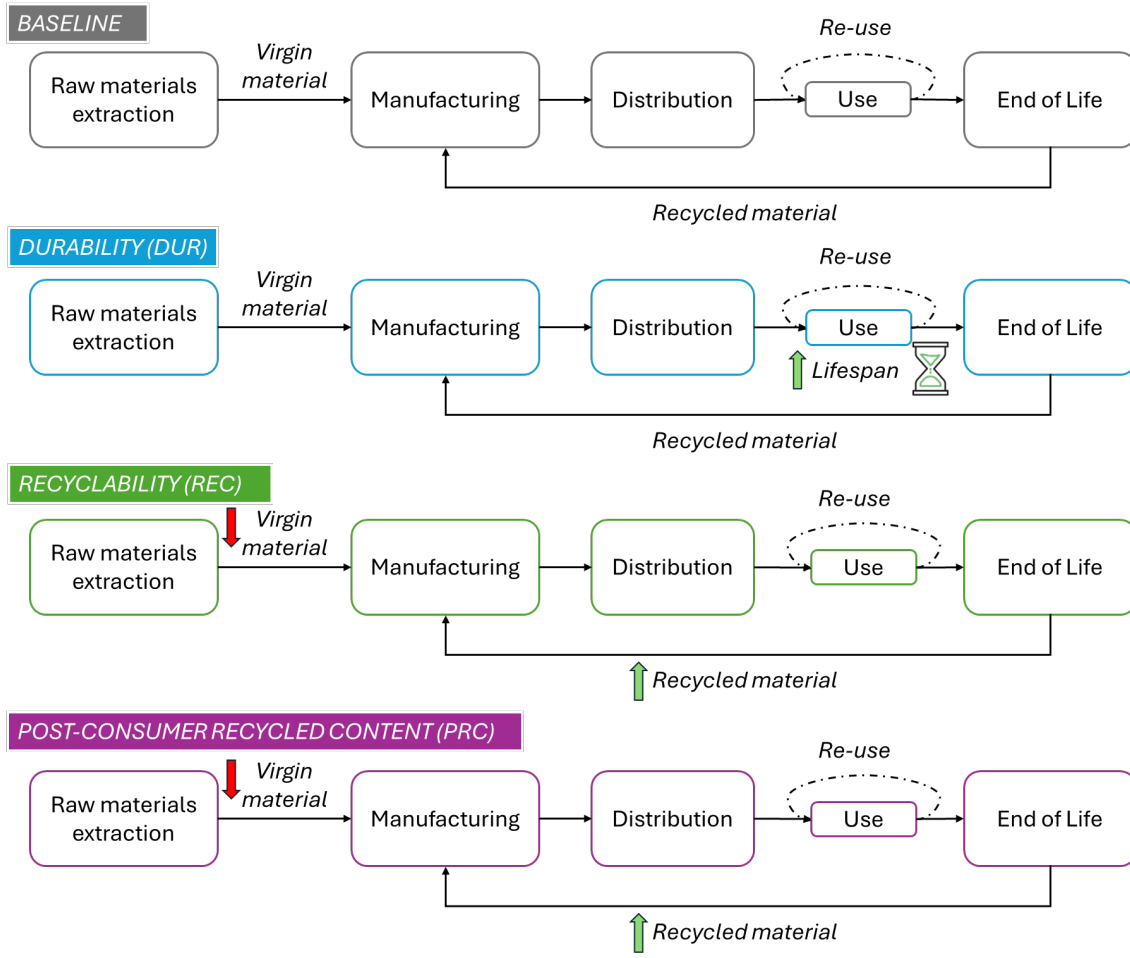 BASELINE
Re-use
Virgin
material
Raw materials
extraction
Manufacturing
Distribution
Use
End of Life
Recycled material
DURABILITY (DUR)
Re-use
Virgin
material
Raw materials
extraction
Manufacturing
Distribution
Use
End of Life
Lifespan
Recycled material
RECYCLABILITY (REC)
Re-use
Virgin
material
Raw materials
extraction
Manufacturing
Distribution
Use
End of Life
Recycled material
POST-CONSUMER RECYCLED CONTENT (PRC)
Re-use
Virgin
material
Raw materials
extraction
Manufacturing
Distribution
Use
End of Life
Recycled material